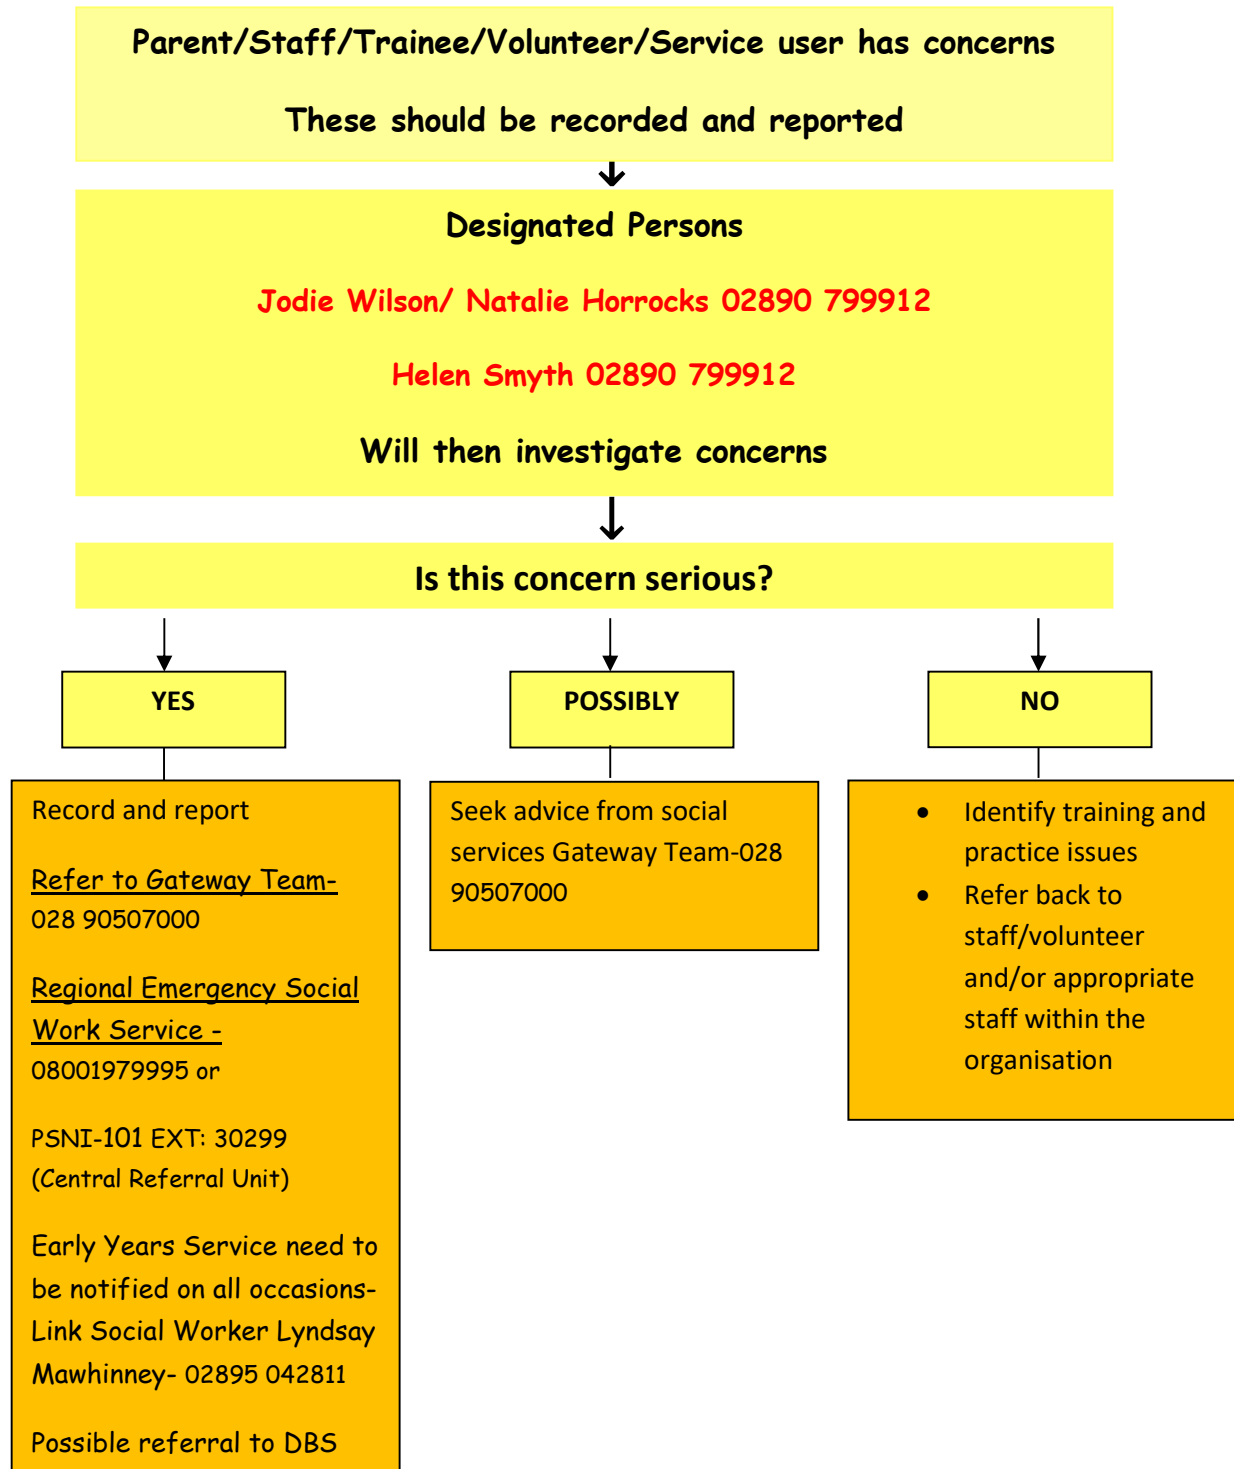 Parent/Staff/Trainee/Volunteer/Service user has concerns
These should be recorded and reported
Designated Persons
Jodie Wilson/ Natalie Horrocks 02890 799912
Helen Smyth 02890 799912
Will then investigate concerns
Is this concern serious?
YES
POSSIBLY
NO
Record and report
Refer to Gateway Team-
028 90507000
Regional Emergency Social
Work Service -
08001979995 or
PSNI-101 EXT: 30299
(Central Referral Unit)
Early Years Service need to
be notified on all occasions-
Link Social Worker Lyndsay
Mawhinney- 02895 042811
Possible referral to DBS
Seek advice from social
services Gateway Team-028
90507000
• Identify training and
practice issues
• Refer back to
staff/volunteer
and/or appropriate
staff within the
organisation